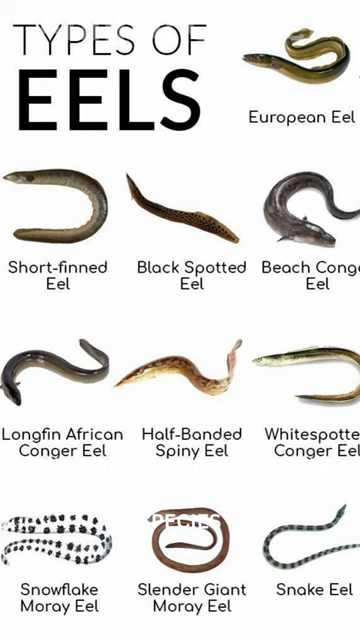 TYPES OF
EELS
European Eel
Short-finned
Eel
Black Spotted
Eel
Beach Conge
Eel
Longfin African
Conger Eel
Half-Banded
Spiny Eel
Whitespotte
Conger Eel
PECIES
Snowflake
Moray Eel
Slender Giant
Moray Eel
Snake Eel